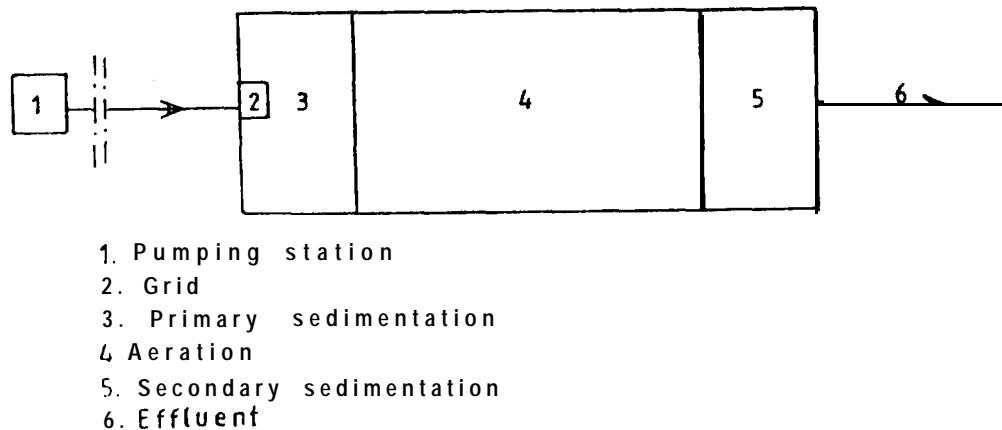 1 2 3 4 5 6
1. Pumping station
2. Grid
3. Primary sedimentation
4 Aeration
5. Secondary sedimentation
6. Effluent